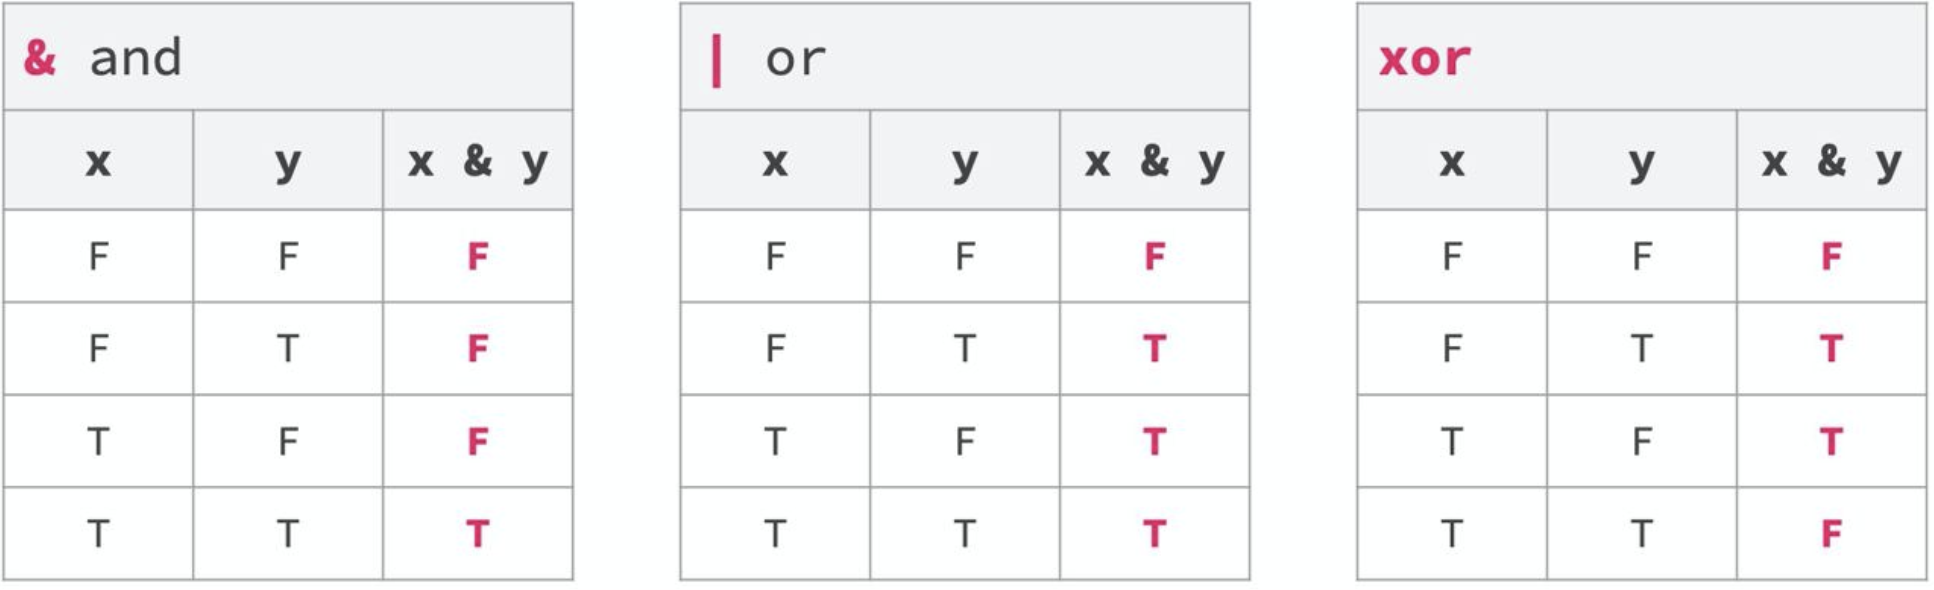 & and
x y x & y
F F F
F T F
T F F
T T T
| or
x y x & y
F F F
F T T
T F T
T T T
xor
x y x & y
F F F
F T T
T F T
T T F